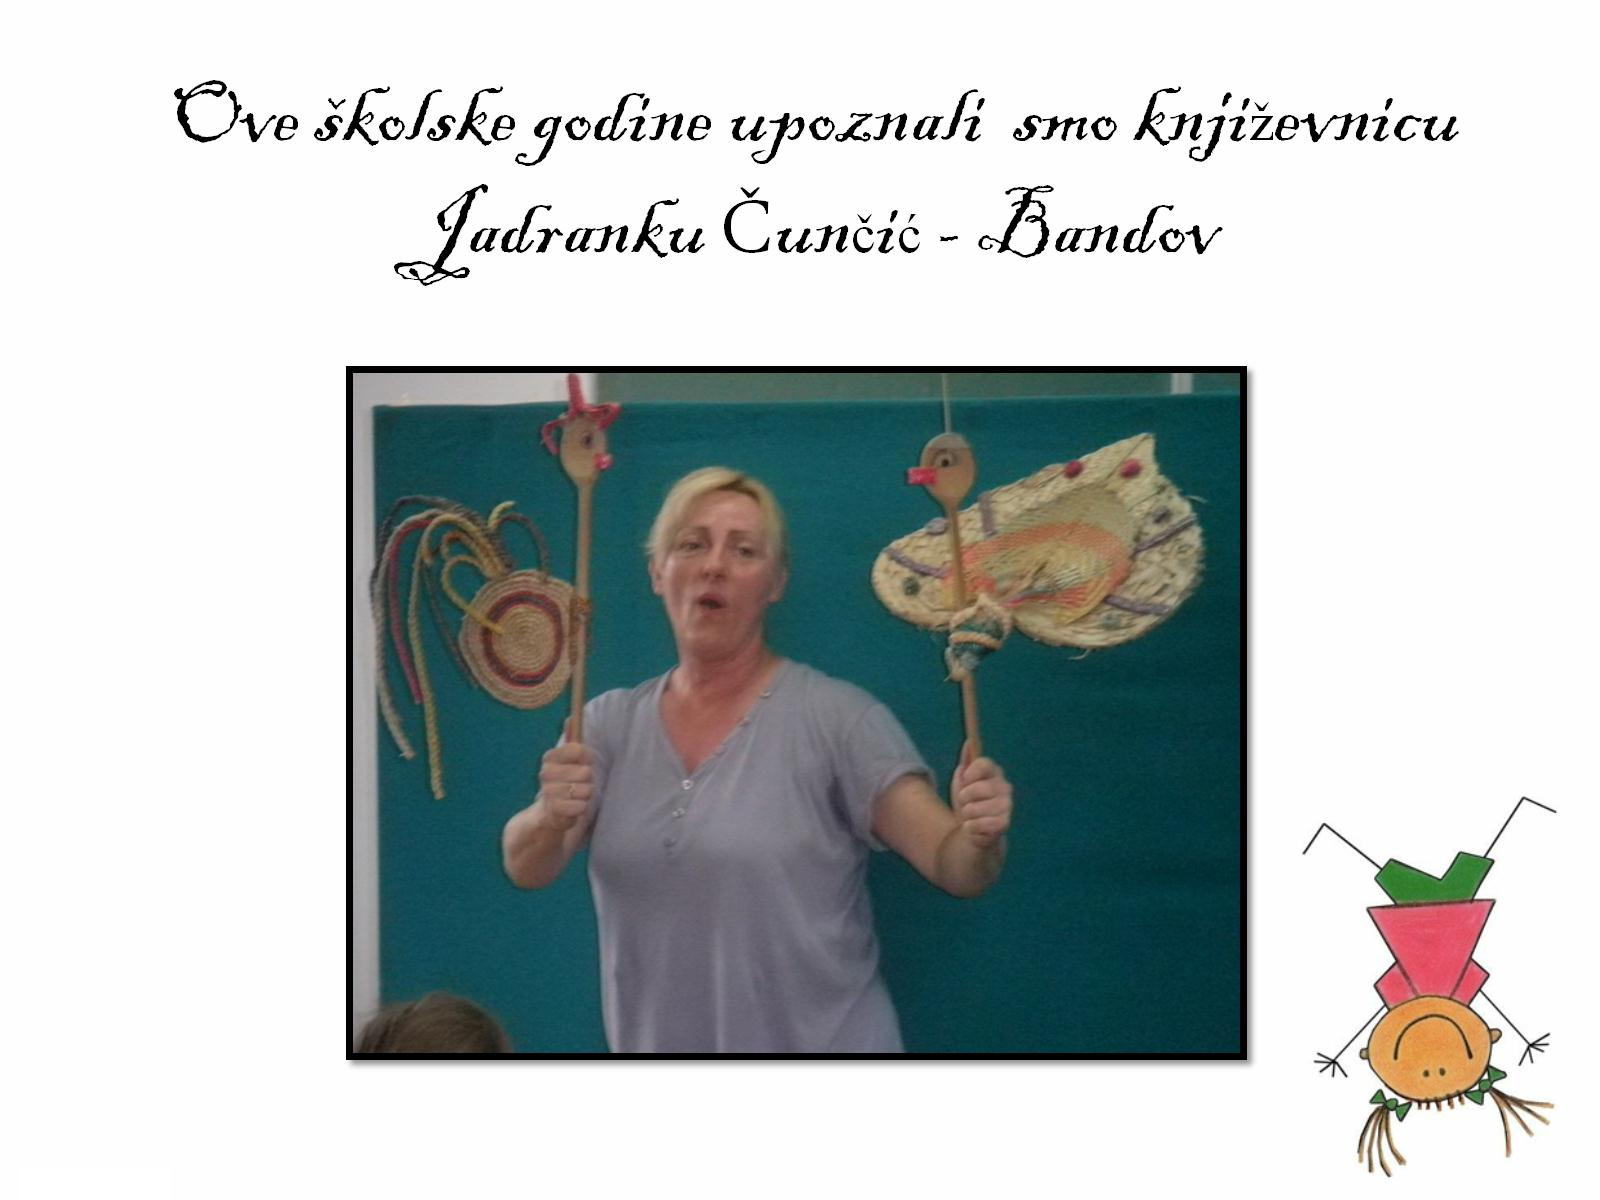 Ove školske godine upoznali smo književnicu
Jadranku Čunčić - Bandov